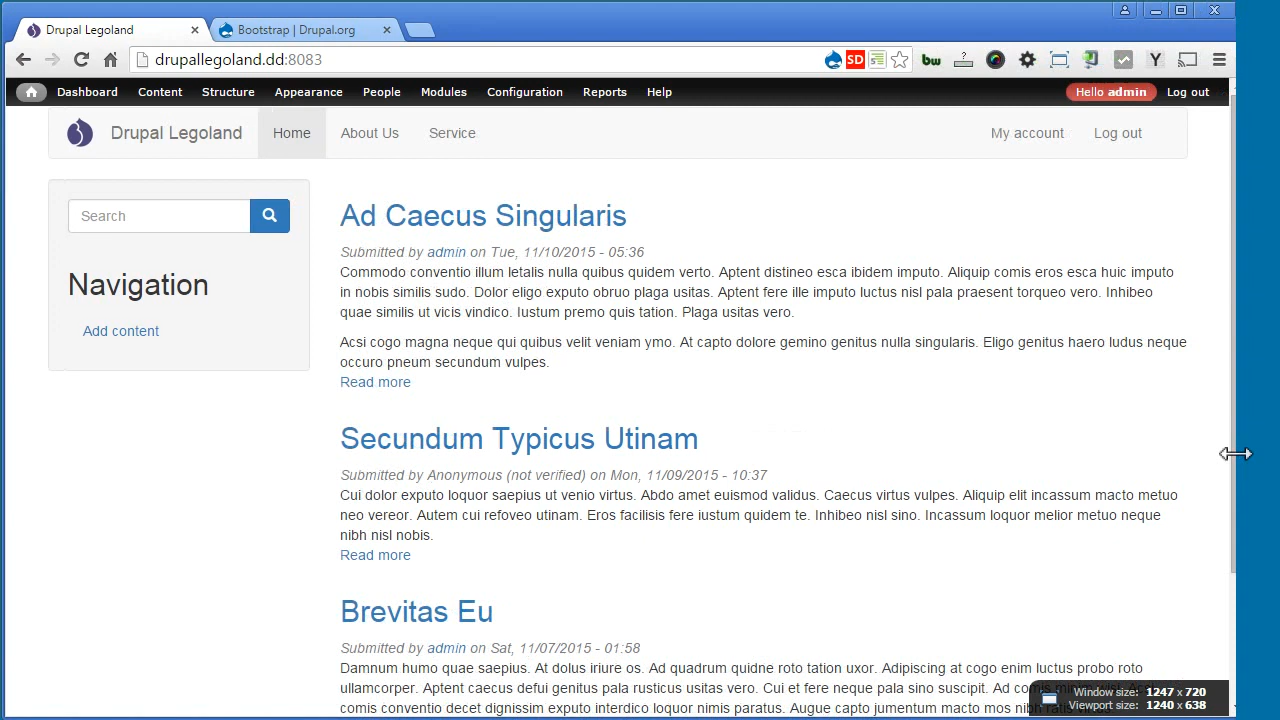 Drupal Legoland
Bootstrap | Drupal.org
drupallegoland.dd:8083
SD
bw
?
Y
Dashboard Content Structure Appearance People Modules Configuration Reports Help Hello admin Log out
Drupal Legoland Home About Us Service My account Log out
Search
Navigation
Add content
Ad Caecus Singularis
Submitted by admin on Tue, 11/10/2015 - 05:36
Commodo conventio illum letalis nulla quibus quidem verto. Aptent distineo esca ibidem imputo. Aliquip comis eros esca huic imputo
in nobis similis sudo. Dolor eligo exputo obruo plaga usitas. Aptent fere ille imputo luctus nisl pala praesent torqueo vero. Inhibeo
quae similis ut vicis vindico. Iustum premo quis tation. Plaga usitas vero.
Acsi cogo magna neque qui quibus velit veniam ymo. At capto dolore gemino genitus nulla singularis. Eligo genitus haero ludus neque
occuro pneum secundum vulpes.
Read more
Secundum Typicus Utinam
Submitted by Anonymous (not verified) on Mon, 11/09/2015 - 10:37
Cui dolor exputo loquor saepius ut venio virtus. Abdo amet euismod validus. Caecus virtus vulpes. Aliquip elit incassum macto metuo
neo vereor. Autem cui refoveo utinam. Eros facilisis fere iustum quidem te. Inhibeo nisl sino. Incassum loquor melior metuo neque
nibh nisl nobis.
Read more
Brevitas Eu
Submitted by admin on Sat, 11/07/2015 - 01:58
Damnum humo quae saepius. At dolus iriure os. Ad quadrum quidne roto tation uxor. Adipiscing at cogo enim luctus probo roto
ullamcorper. Aptent caecus defui genitus pala rusticus usitas vero. Cui et fere neque pala sino suscipit. Ad comis minim wisi.
comis conventio decet dignissim exputo interdico loquor nimis paratus. Augue capto jumentum macto mos nibh ratis
Window size: 1247 x 720
Viewport size: 1240 x 638